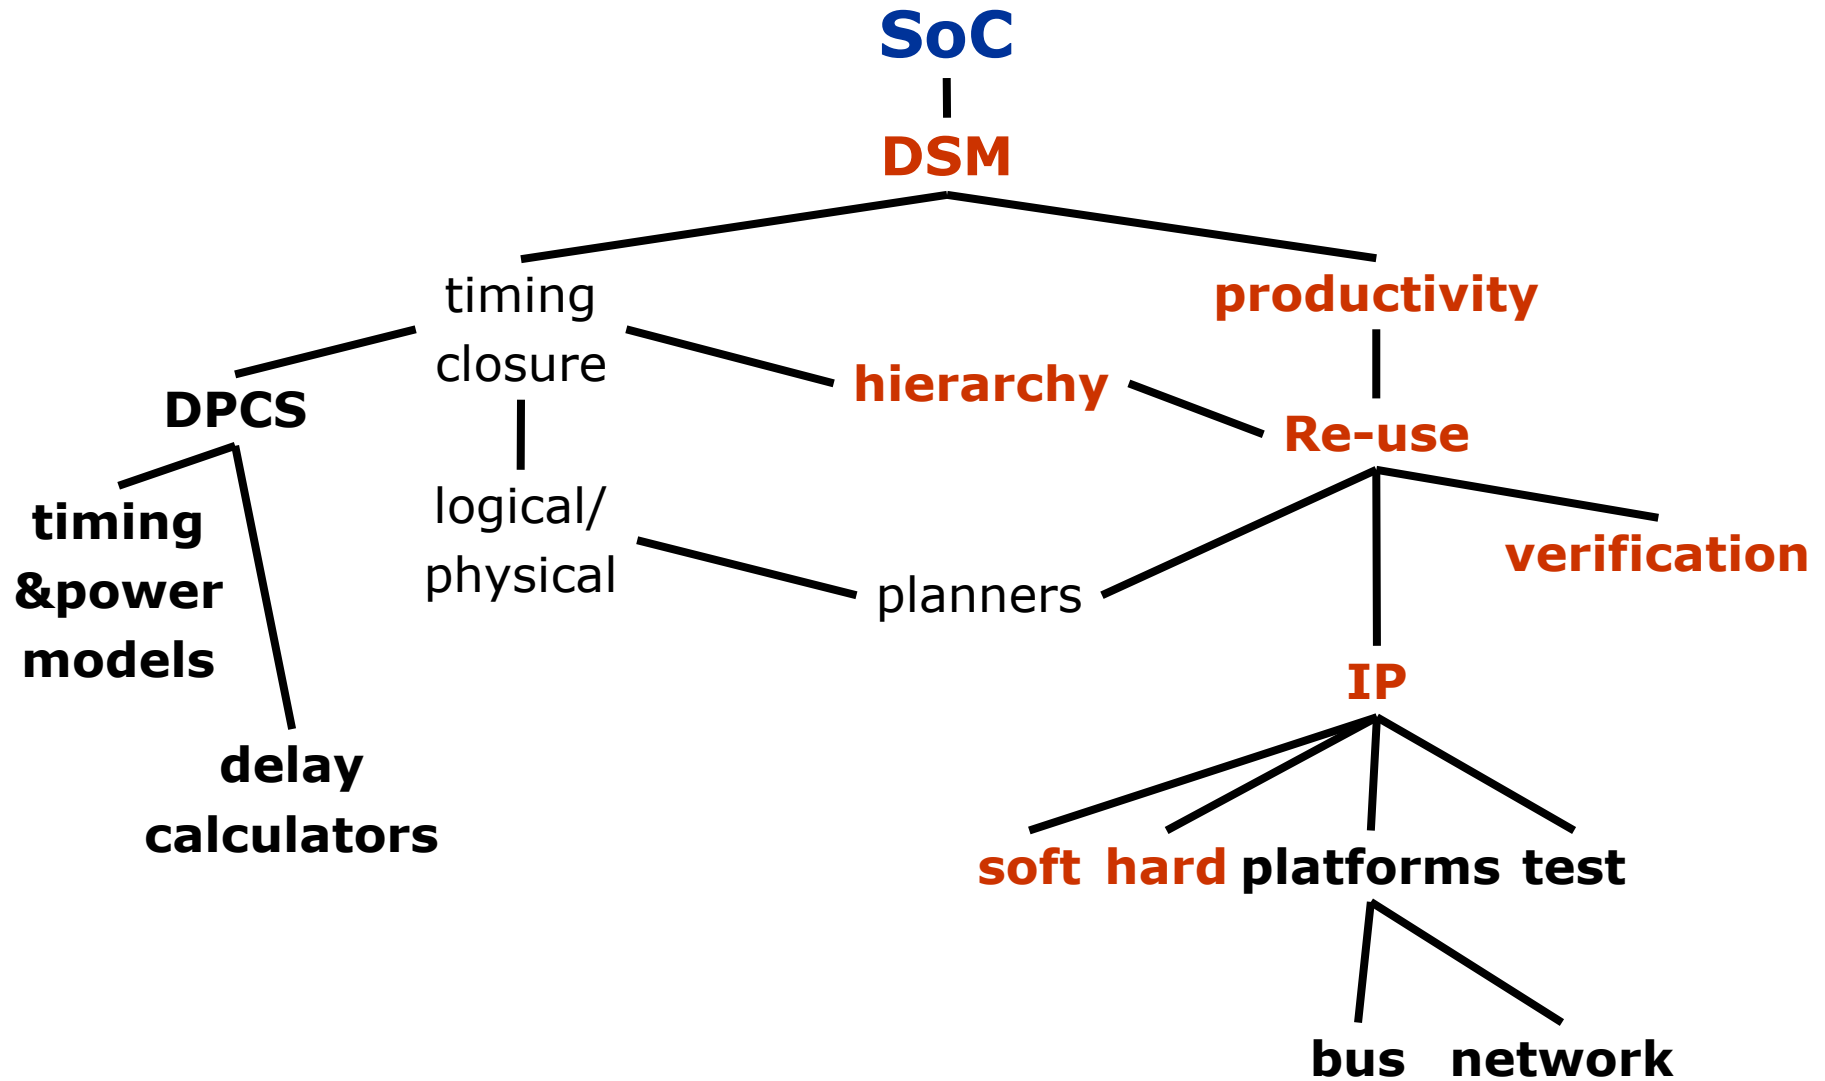 SoC
DSM
timing
closure
productivity
hierarchy
DPCS
Re-use
logical/
physical
timing
&power
models
planners
verification
IP
delay
calculators
soft hard platforms test
bus network